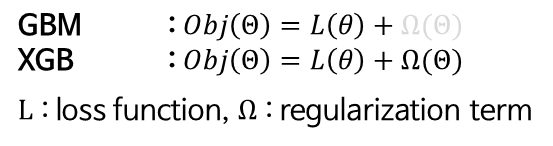 GBM : Obj(Θ) = L(θ) + Ω(Θ)
XGB : Obj(Θ) = L(θ) + Ω(Θ)
L : loss function, Ω : regularization term